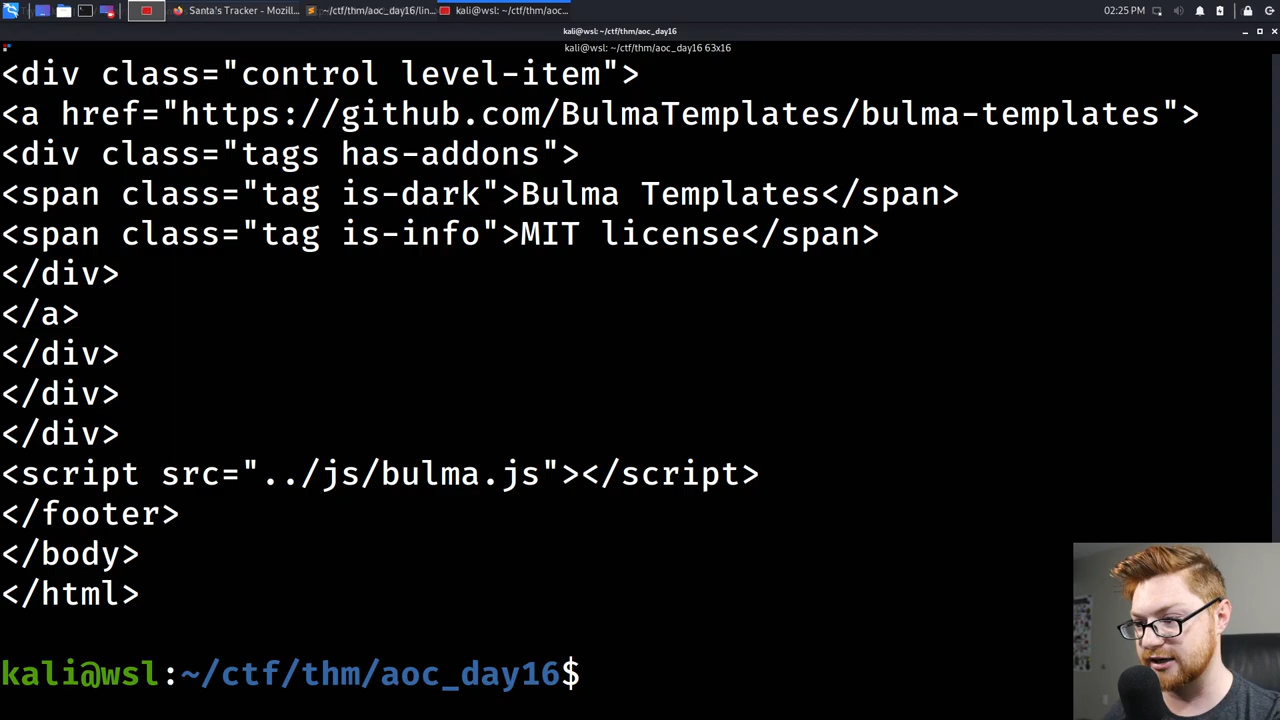 Santa's Tracker - Mozill...
~/ctf/thm/aoc_day16/lin...
kali@wsl: ~/ctf/thm/aoc...
02:25 PM
kali@wsl: ~/ctf/thm/aoc_day16
kali@wsl: ~/ctf/thm/aoc_day16 63x16
<div class="control level-item">
<a href="https://github.com/BulmaTemplates/bulma-templates">
<div class="tags has-addons">
<span class="tag is-dark">Bulma Templates</span>
<span class="tag is-info">MIT license</span>
</div>
</a>
</div>
</div>
</div>
<script src="../js/bulma.js"></script>
</footer>
</body>
</html>
kali@wsl:~/ctf/thm/aoc_day16$